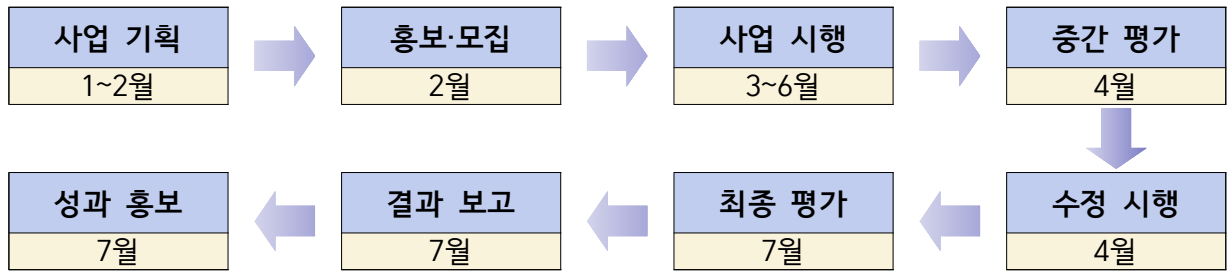 사업 기획
1~2월
홍보·모집
2월
사업 시행
3~6월
중간 평가
4월
수정 시행
4월
최종 평가
7월
결과 보고
7월
성과 홍보
7월